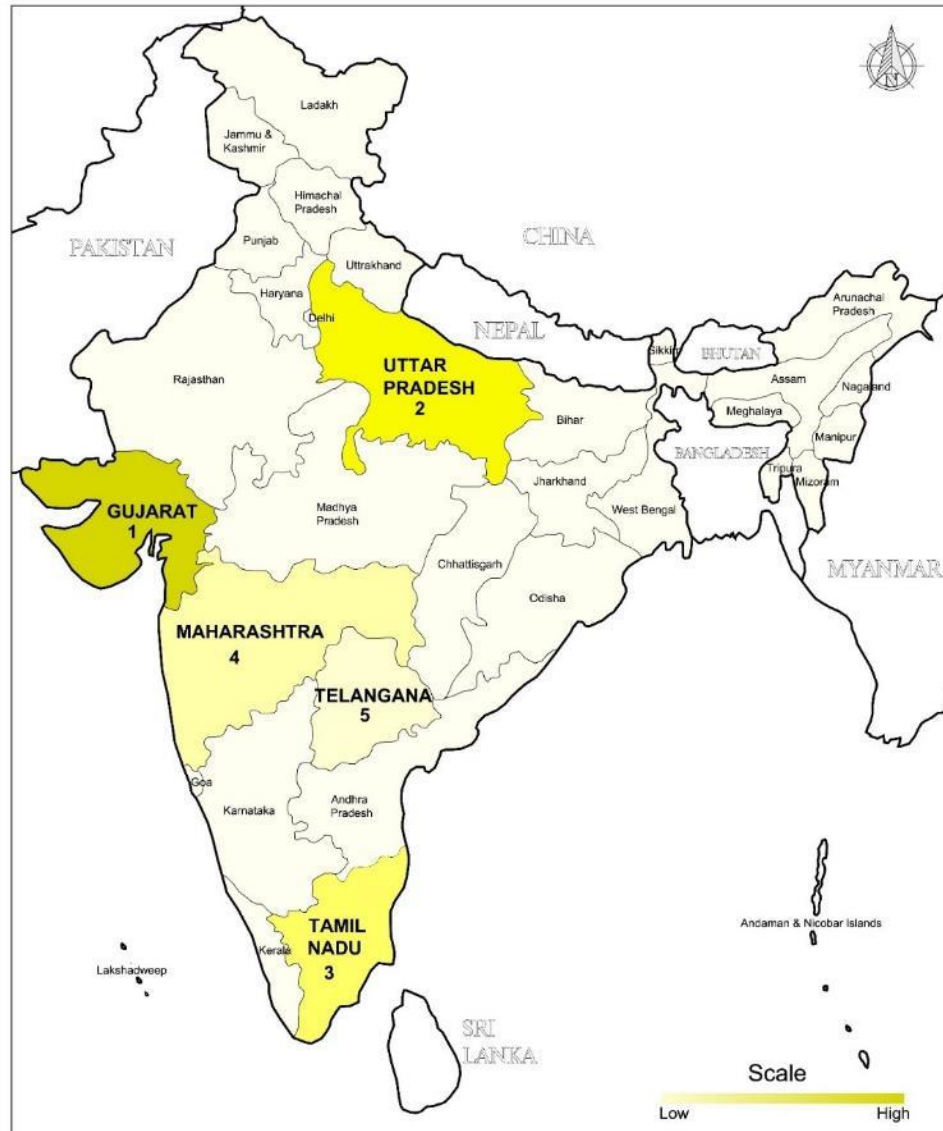 N
Ladakh
Jammu &
Kashmir
Himachal
Pradesh
CHINA
PAKISTAN
Punjab
Uttrakhand
Haryana
Delhi
Arunachal
Pradesh
NEPAL
Sikkim
BHUTAN
Assam
Nagaland
Rajasthan
UTTAR
PRADESH
2
Bihar
Meghalaya
Manipur
BANGLADESH
Tripura
Mizoram
Jharkhand
West Bengal
GUJARAT
1
Madhya
Pradesh
Chhattisgarh
Odisha
MYANMAR
MAHARASHTRA
4
TELANGANA
5
Goa
Karnataka
Andhra
Pradesh
TAMIL
NADU
3
Kerala
Andaman & Nicobar Islands
Lakshadweep
SRI
LANKA
Scale
Low High